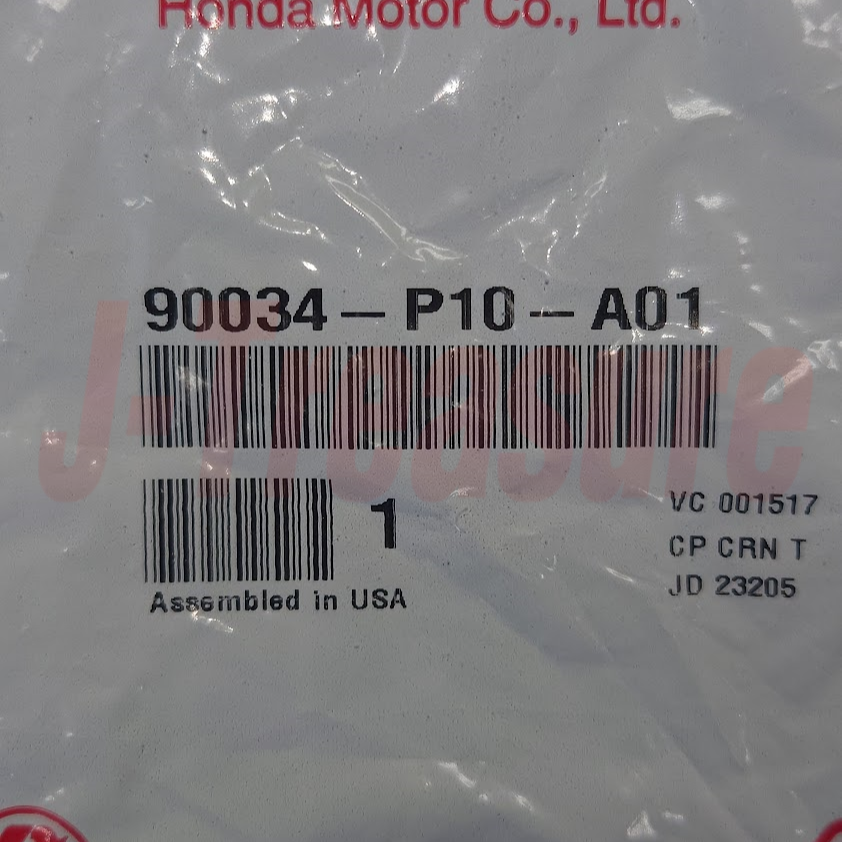 Honda Motor Co., Ltd.
90034-P10-A01
J-Treasure
1
Assembled in USA
VC 001517
CP CRN T
JD 23205